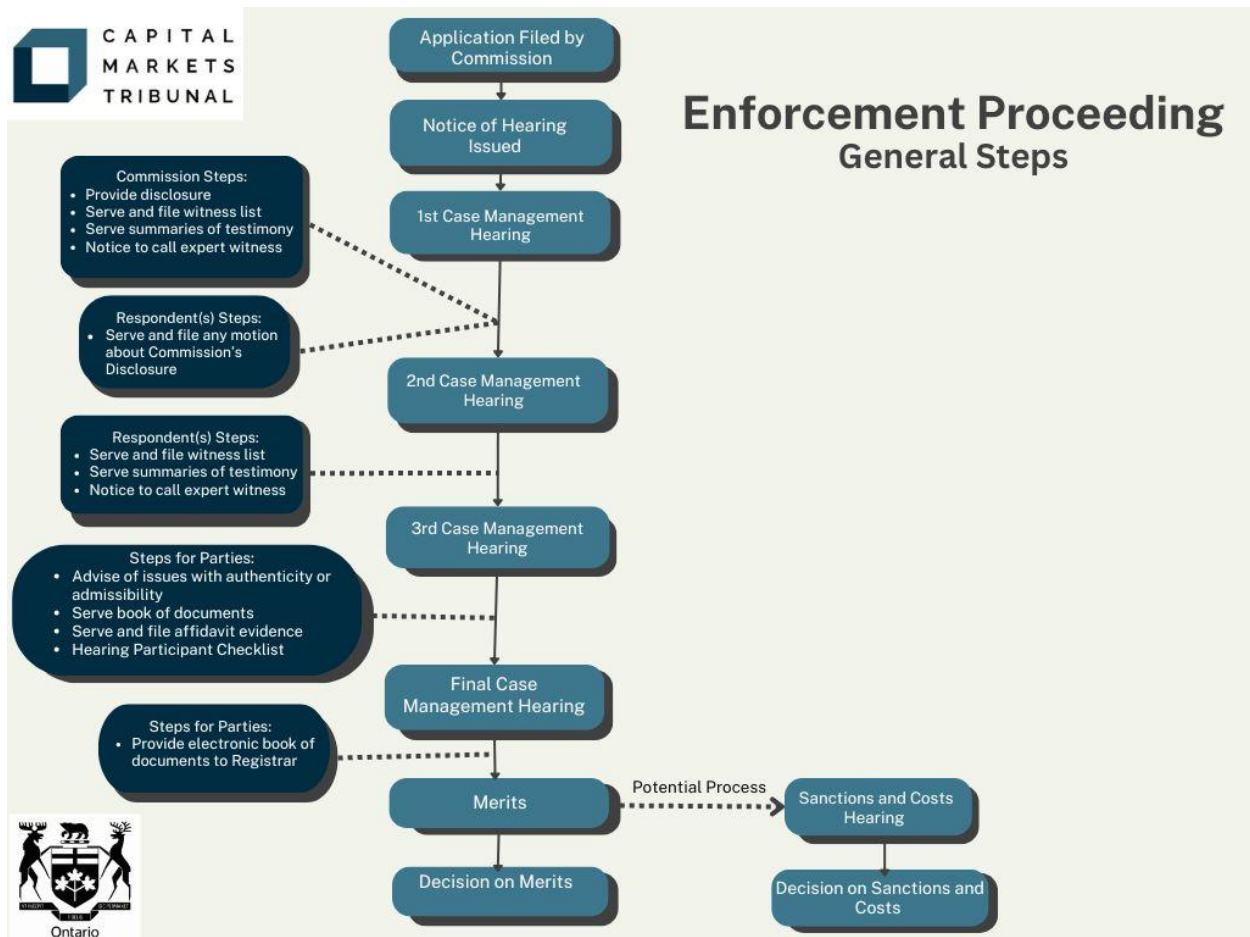 CAPITAL
MARKETS
TRIBUNAL
Enforcement Proceeding
General Steps
Application Filed by
Commission
Notice of Hearing
Issued
1st Case Management
Hearing
Commission Steps:
• Provide disclosure
• Serve and file witness list
• Serve summaries of testimony
• Notice to call expert witness
Respondent(s) Steps:
• Serve and file any motion
about Commission's
Disclosure
2nd Case Management
Hearing
Respondent(s) Steps:
• Serve and file witness list
• Serve summaries of testimony
• Notice to call expert witness
3rd Case Management
Hearing
Steps for Parties:
• Advise of issues with authenticity or
admissibility
• Serve book of documents
• Serve and file affidavit evidence
• Hearing Participant Checklist
Final Case
Management Hearing
Steps for Parties:
• Provide electronic book of
documents to Registrar
Merits
Potential Process
Sanctions and Costs
Hearing
Decision on Merits
Decision on Sanctions and
Costs
Ontario